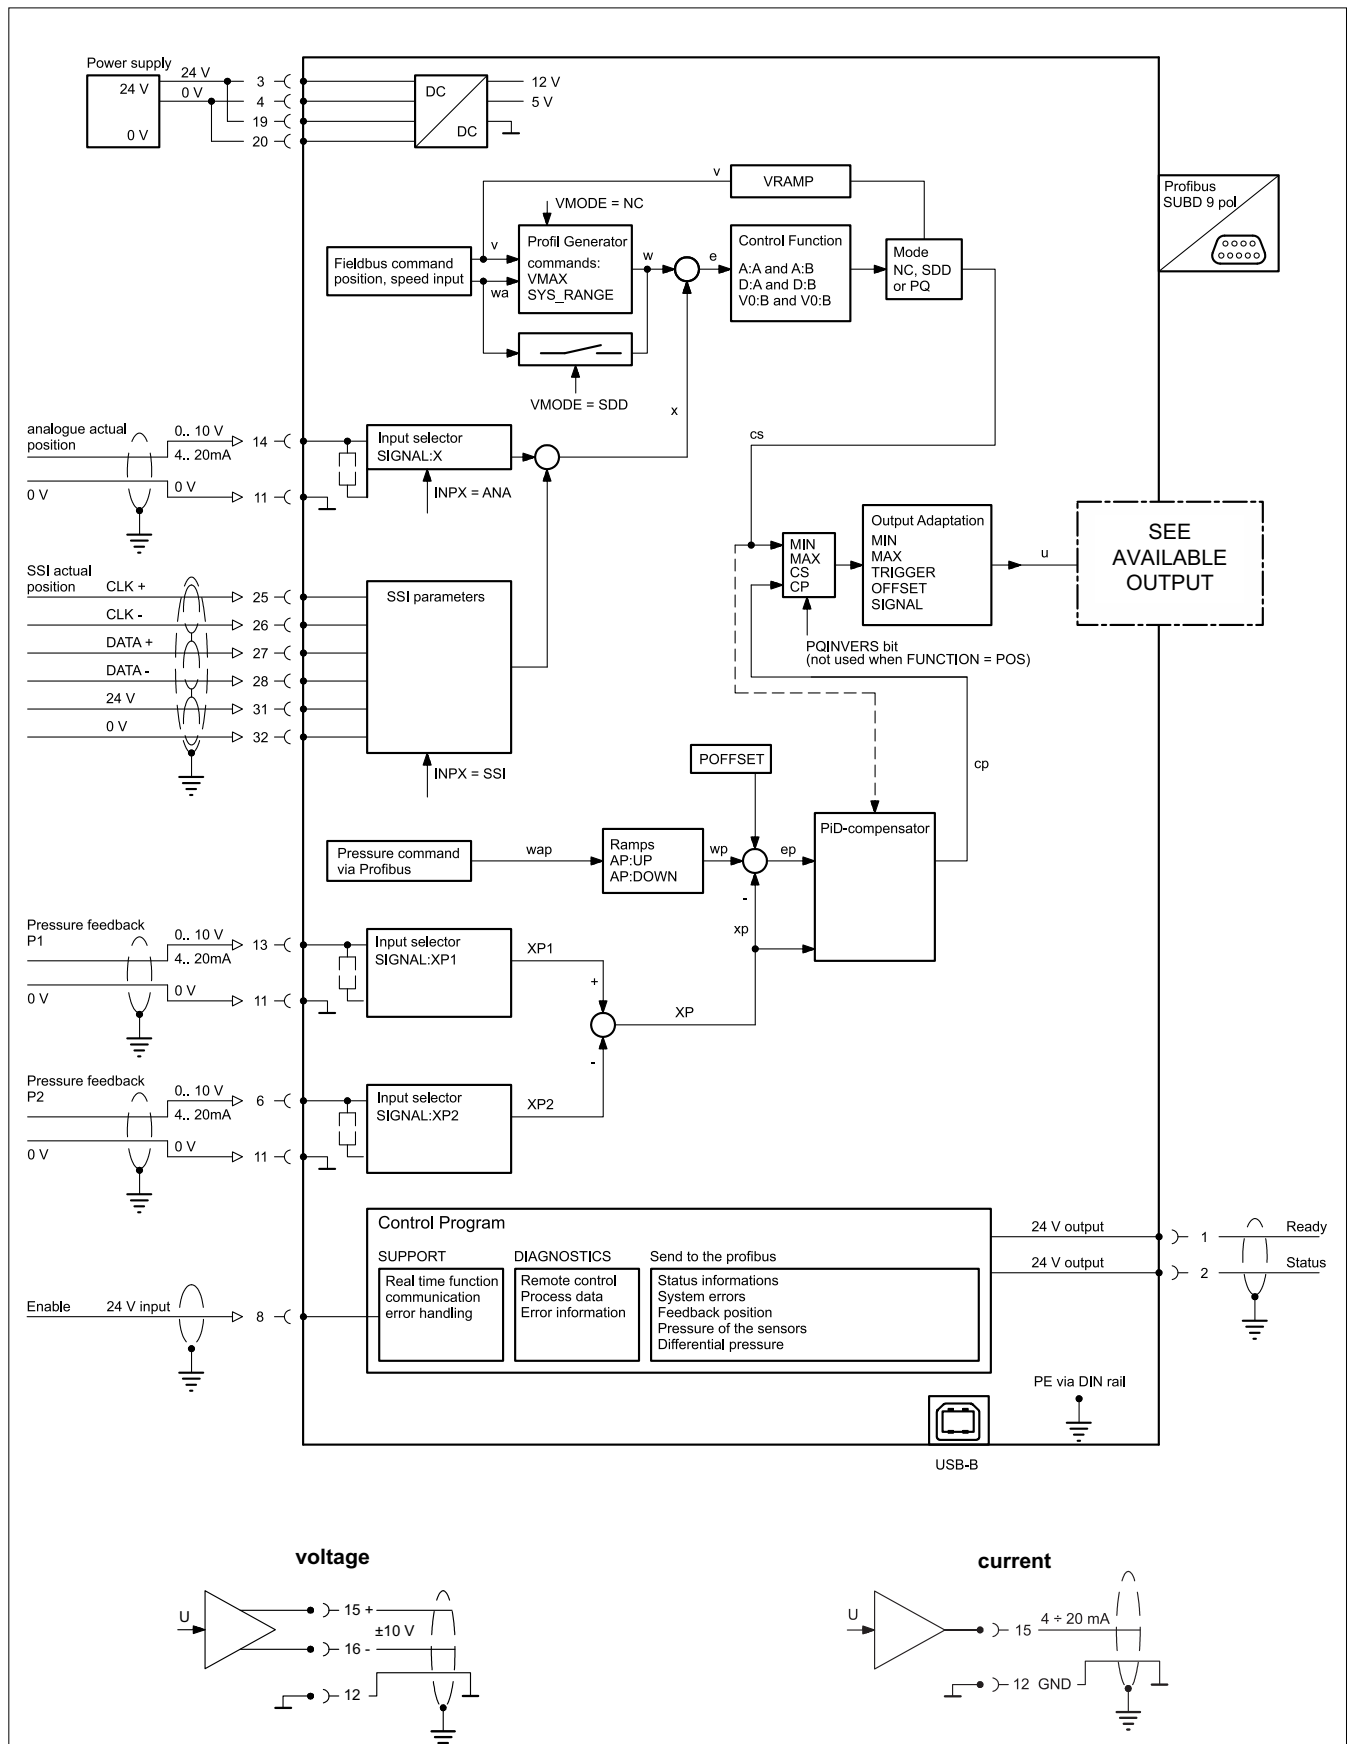 Power supply
24 V
0 V
24 V
0 V
3
4
19
20
DC
DC
12 V
5 V
v
VRAMP
Profibus
SUBD 9 pol
VMODE = NC
Fieldbus command
position, speed input
v
wa
Profil Generator
commands:
VMAX
SYS_RANGE
w
e
Control Function
A:A and A:B
D:A and D:B
V0:B and V0:B
Mode
NC, SDD
or PQ
VMODE = SDD
x
cs
analogue actual
position
0 V
0.. 10 V
4.. 20mA
0 V
14
11
Input selector
SIGNAL:X
INPX = ANA
MIN
MAX
CS
CP
Output Adaptation
MIN
MAX
TRIGGER
OFFSET
SIGNAL
u
SEE
AVAILABLE
OUTPUT
PQINVERS bit
(not used when FUNCTION = POS)
SSI actual
position
CLK +
CLK -
DATA +
DATA -
24 V
0 V
25
26
27
28
31
32
SSI parameters
INPX = SSI
POFFSET
cp
Pressure command
via Profibus
wap
Ramps
AP:UP
AP:DOWN
wp
ep
-
xp
PiD-compensator
Pressure feedback
P1
0 V
0.. 10 V
4.. 20mA
0 V
13
11
Input selector
SIGNAL:XP1
XP1
+
XP
-
Pressure feedback
P2
0 V
0.. 10 V
4.. 20mA
0 V
6
11
Input selector
SIGNAL:XP2
XP2
Control Program
SUPPORT
Real time function
communication
error handling
DIAGNOSTICS
Remote control
Process data
Error information
Send to the profibus
Status informations
System errors
Feedback position
Pressure of the sensors
Differential pressure
24 V output
1
Ready
24 V output
2
Status
Enable
24 V input
8
PE via DIN rail
USB-B
voltage
U
15 +
±10 V
16 -
12
current
U
15
4 ÷ 20 mA
12 GND